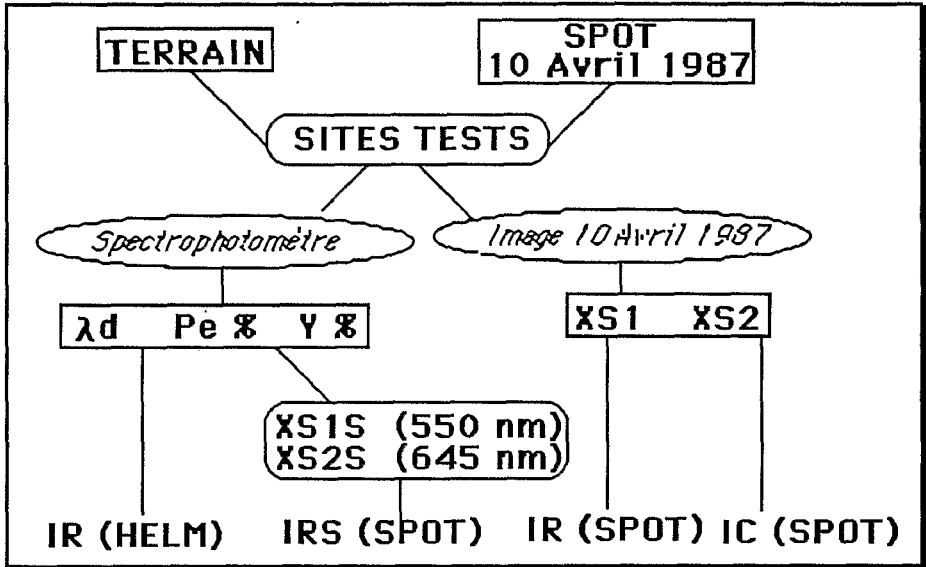 TERRAIN
SPOT
10 Avril 1987
SITES TESTS
Spectrophotomètre
Image 10 Avril 1987
λd Pe % Y %
XS1 XS2
XS1S (550 nm)
XS2S (645 nm)
IR (HELM) IRS (SPOT) IR (SPOT) IC (SPOT)